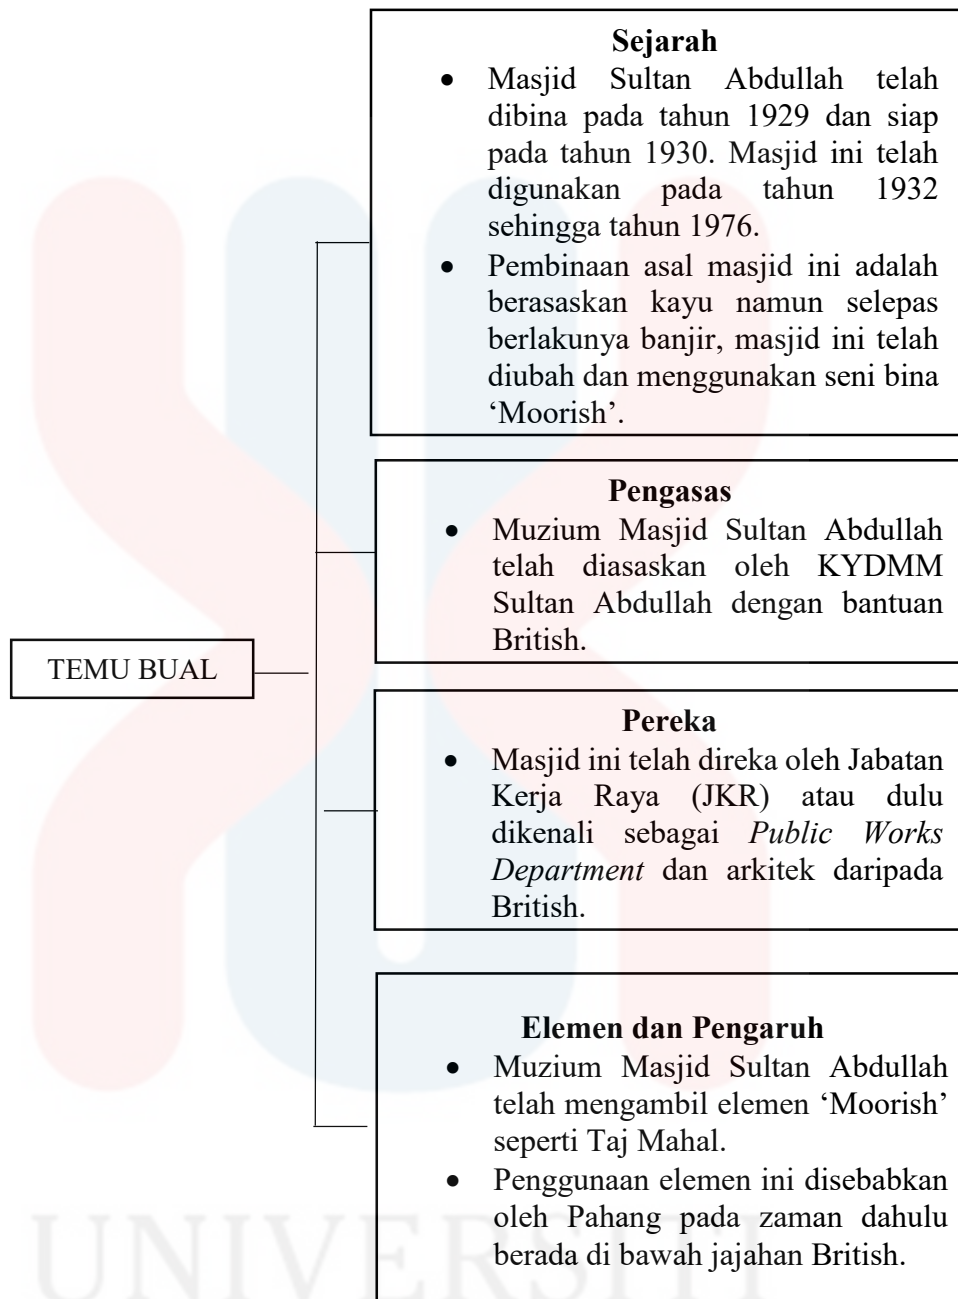 Sejarah
• Masjid Sultan Abdullah telah
dibina pada tahun 1929 dan siap
pada tahun 1930. Masjid ini telah
digunakan pada tahun 1932
sehingga tahun 1976.
• Pembinaan asal masjid ini adalah
berasaskan kayu namun selepas
berlakunya banjir, masjid ini telah
diubah dan menggunakan seni bina
‘Moorish’.
Pengasas
• Muzium Masjid Sultan Abdullah
telah diasaskan oleh KYDMM
Sultan Abdullah dengan bantuan
British.
TEMU BUAL
Pereka
• Masjid ini telah direka oleh Jabatan
Kerja Raya (JKR) atau dulu
dikenali sebagai Public Works
Department dan arkitek daripada
British.
Elemen dan Pengaruh
• Muzium Masjid Sultan Abdullah
telah mengambil elemen ‘Moorish’
seperti Taj Mahal.
• Penggunaan elemen ini disebabkan
oleh Pahang pada zaman dahulu
berada di bawah jajahan British.
UNIVERSITI